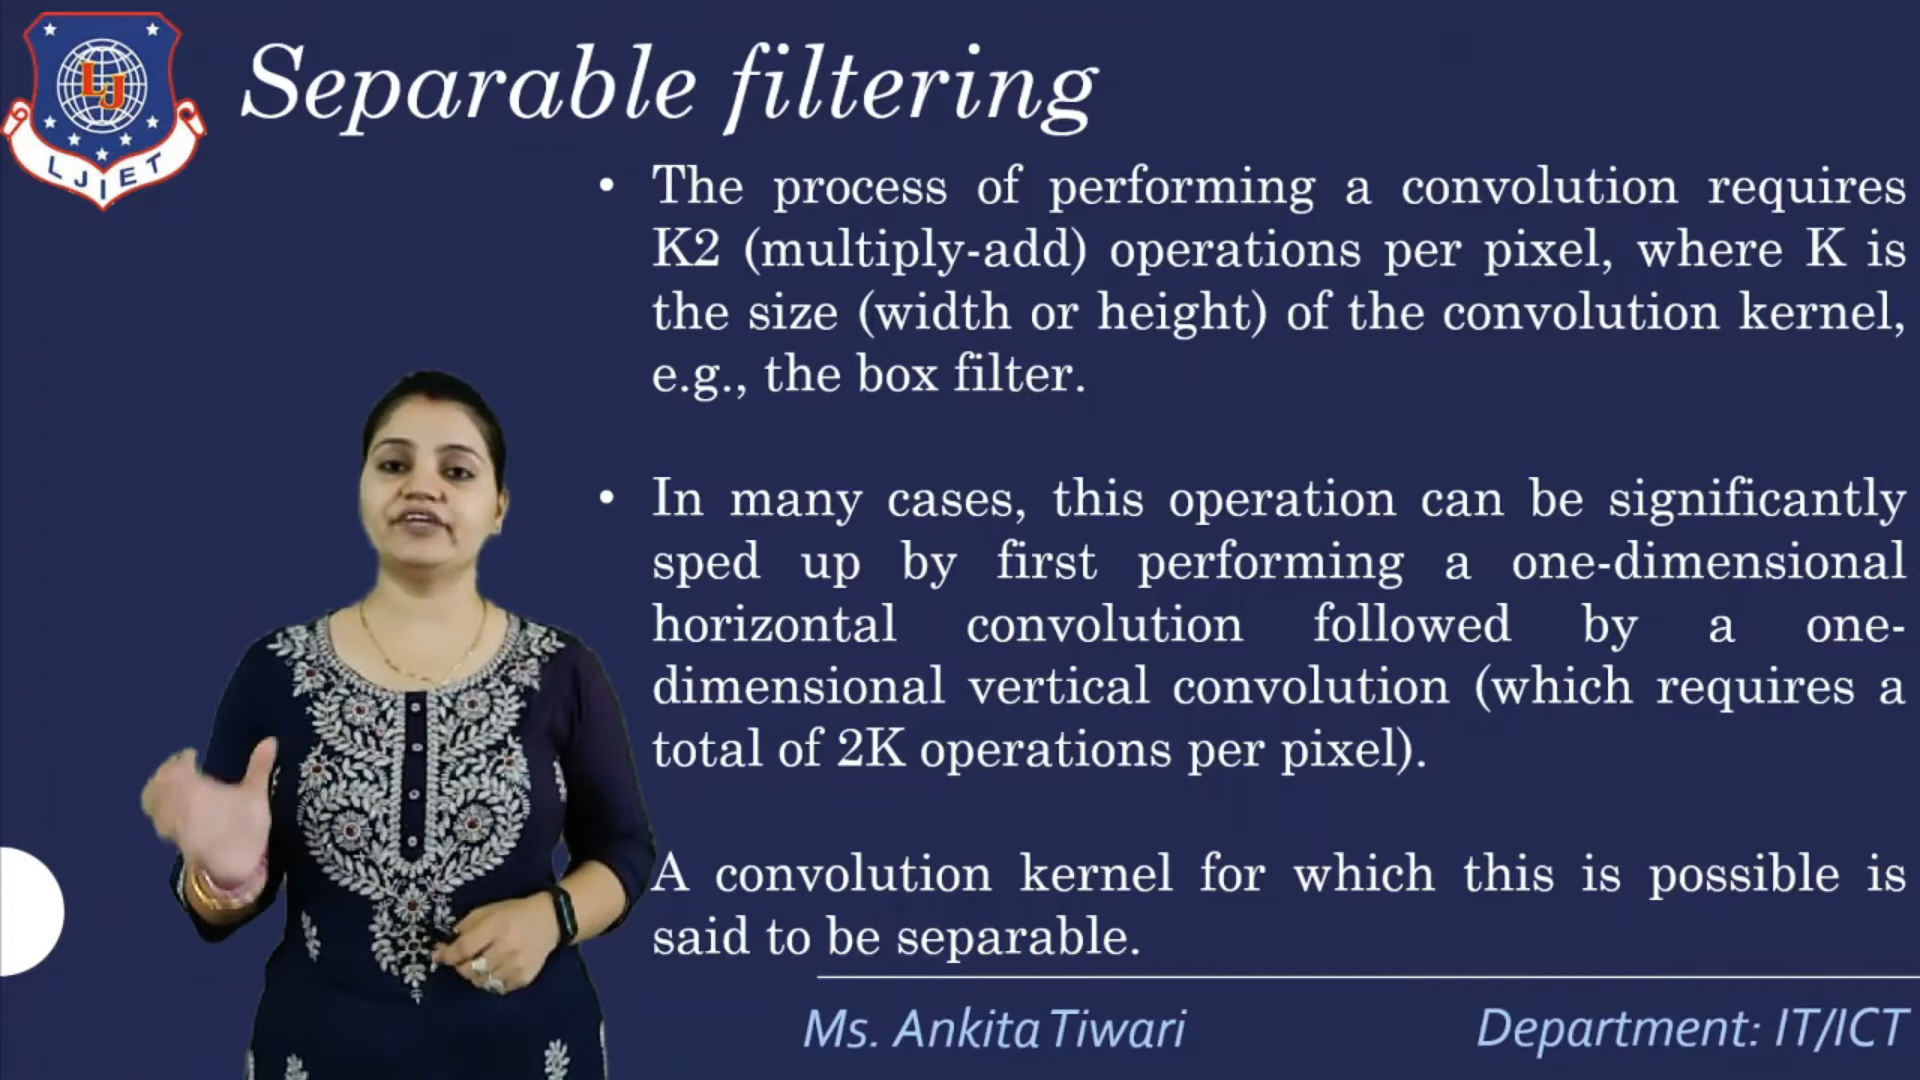 LJ
LJIET
Separable filtering
• The process of performing a convolution requires
K2 (multiply-add) operations per pixel, where K is
the size (width or height) of the convolution kernel,
e.g., the box filter.
• In many cases, this operation can be significantly
sped up by first performing a one-dimensional
horizontal convolution followed by a one-
dimensional vertical convolution (which requires a
total of 2K operations per pixel).
A convolution kernel for which this is possible is
said to be separable.
Ms. Ankita Tiwari
Department: IT/ICT